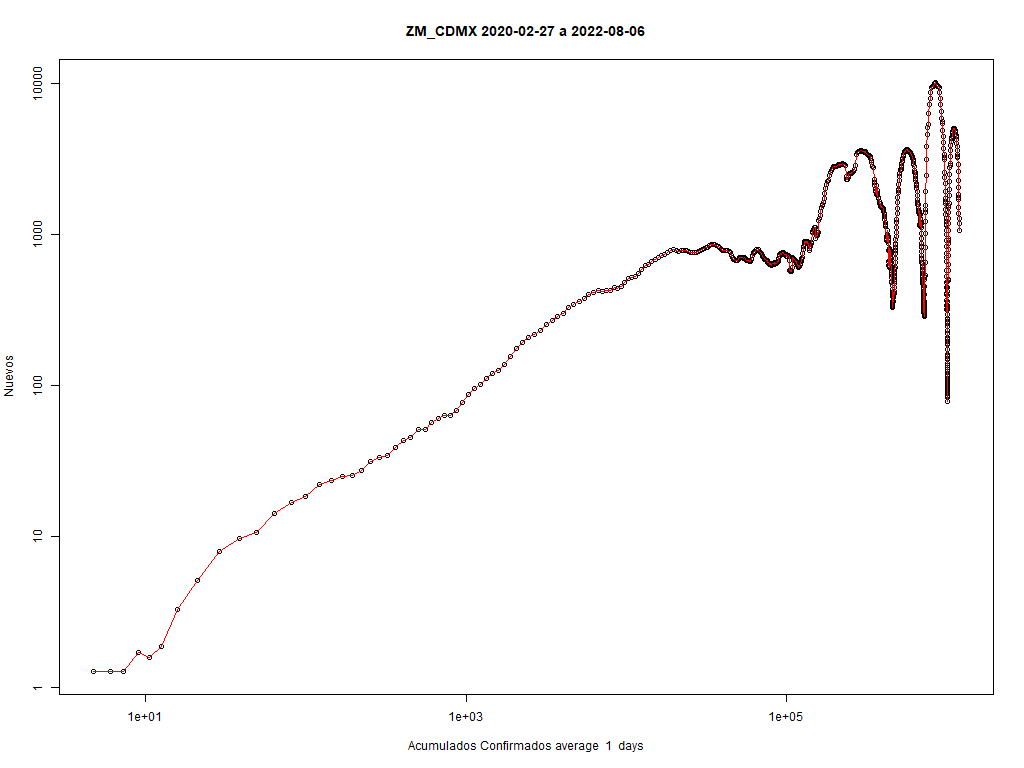 ZM_CDMX 2020-02-27 a 2022-08-06
10000
1000
100
10
1
Nuevos
1e+01
1e+03
1e+05
Acumulados Confirmados average 1 days